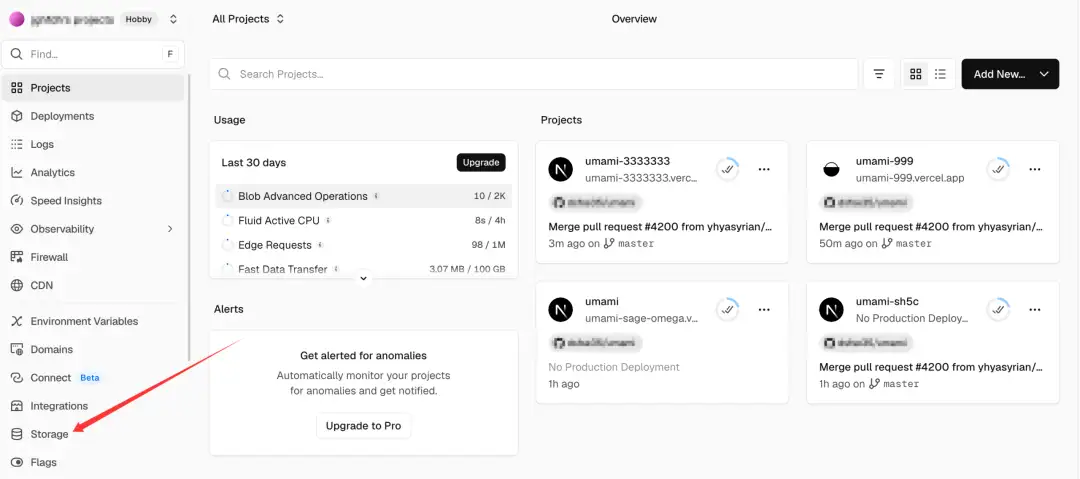 Hobby
All Projects
Overview
Find...
F
Search Projects...
Add New...
Projects
Deployments
Logs
Analytics
Speed Insights
Observability
Firewall
CDN
Environment Variables
Domains
Connect Beta
Integrations
Storage
Flags
Usage
Last 30 days
Upgrade
Blob Advanced Operations 10 / 2K
Fluid Active CPU 8s / 4h
Edge Requests 98 / 1M
Fast Data Transfer 3.07 MB / 100 GB
Alerts
Get alerted for anomalies
Automatically monitor your projects
for anomalies and get notified.
Upgrade to Pro
Projects
umami-3333333
umami-3333333.verc...
Merge pull request #4200 from yhyasyrian/...
3m ago on master
umami-999
umami-999.vercel.app
Merge pull request #4200 from yhyasyrian/...
50m ago on master
umami
umami-sage-omega.v...
No Production Deployment
1h ago
umami-sh5c
No Production Deploy...
Merge pull request #4200 from yhyasyrian/...
1h ago on master